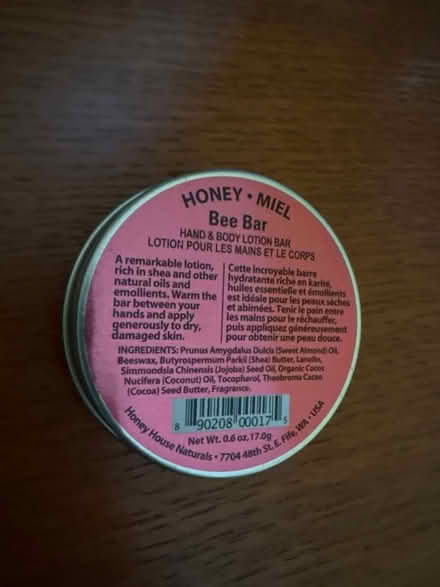 HONEY • MIEL
Bee Bar
HAND & BODY LOTION BAR
LOTION POUR LES MAINS ET LE CORPS
A remarkable lotion,
rich in shea and other
natural oils and
emollients. Warm the
bar between your
hands and apply
generously to dry,
damaged skin.
Cette incroyable barre
hydratante riche en karité,
huiles essentielle et émollients
est idéale pour les peaux sèches
et abimées. Tenir le pain entre
les mains pour le réchauffer,
puis appliquez généreusement
pour obtenir une peau douce.
INGREDIENTS: Prunus Amygdalus Dulcis (Sweet Almond) Oil,
Beeswax, Butyrospermum Parkii (Shea) Butter, Lanolin,
Simmondsia Chinensis (Jojoba) Seed Oil, Organic Cocos
Nucifera (Coconut) Oil, Tocopherol, Theobroma Cacao
(Cocoa) Seed Butter, Fragrance.
8 90208 00017 5
Net Wt. 0.6 oz, 17.0g
Honey House Naturals • 7704 48th St. E. Fife, WA • USA